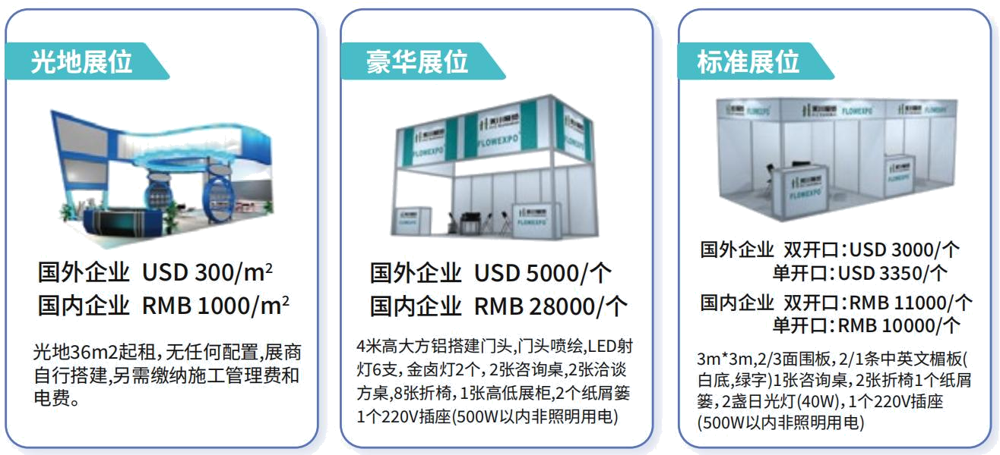 光地展位
国外企业 USD 300/m²
国内企业 RMB 1000/m²
光地36m2起租，无任何配置,展商
自行搭建,另需缴纳施工管理费和
电费。
豪华展位
FLOWEXPO
FLOWEXPO
FLOWEXPO
FLOWEXPO
FLOWEXPO
国外企业 USD 5000/个
国内企业 RMB 28000/个
4米高大方铝搭建门头,门头喷绘,LED射
灯6支，金卤灯2个，2张咨询桌,2张洽谈
方桌,8张折椅，1张高低展柜,2个纸屑篓
1个220V插座(500W以内非照明用电)
标准展位
FLOWEXPO
FLOWEXPO
FLOWEXPO
FLOWEXPO
FLOWEXPO
国外企业 双开口：USD 3000/个
单开口：USD 3350/个
国内企业 双开口：RMB 11000/个
单开口：RMB 10000/个
3m*3m,2/3面围板，2/1条中英文楣板(
白底,绿字)1张咨询桌，2张折椅1个纸屑
篓，2盏日光灯(40W)，1个220V插座
(500W以内非照明用电)